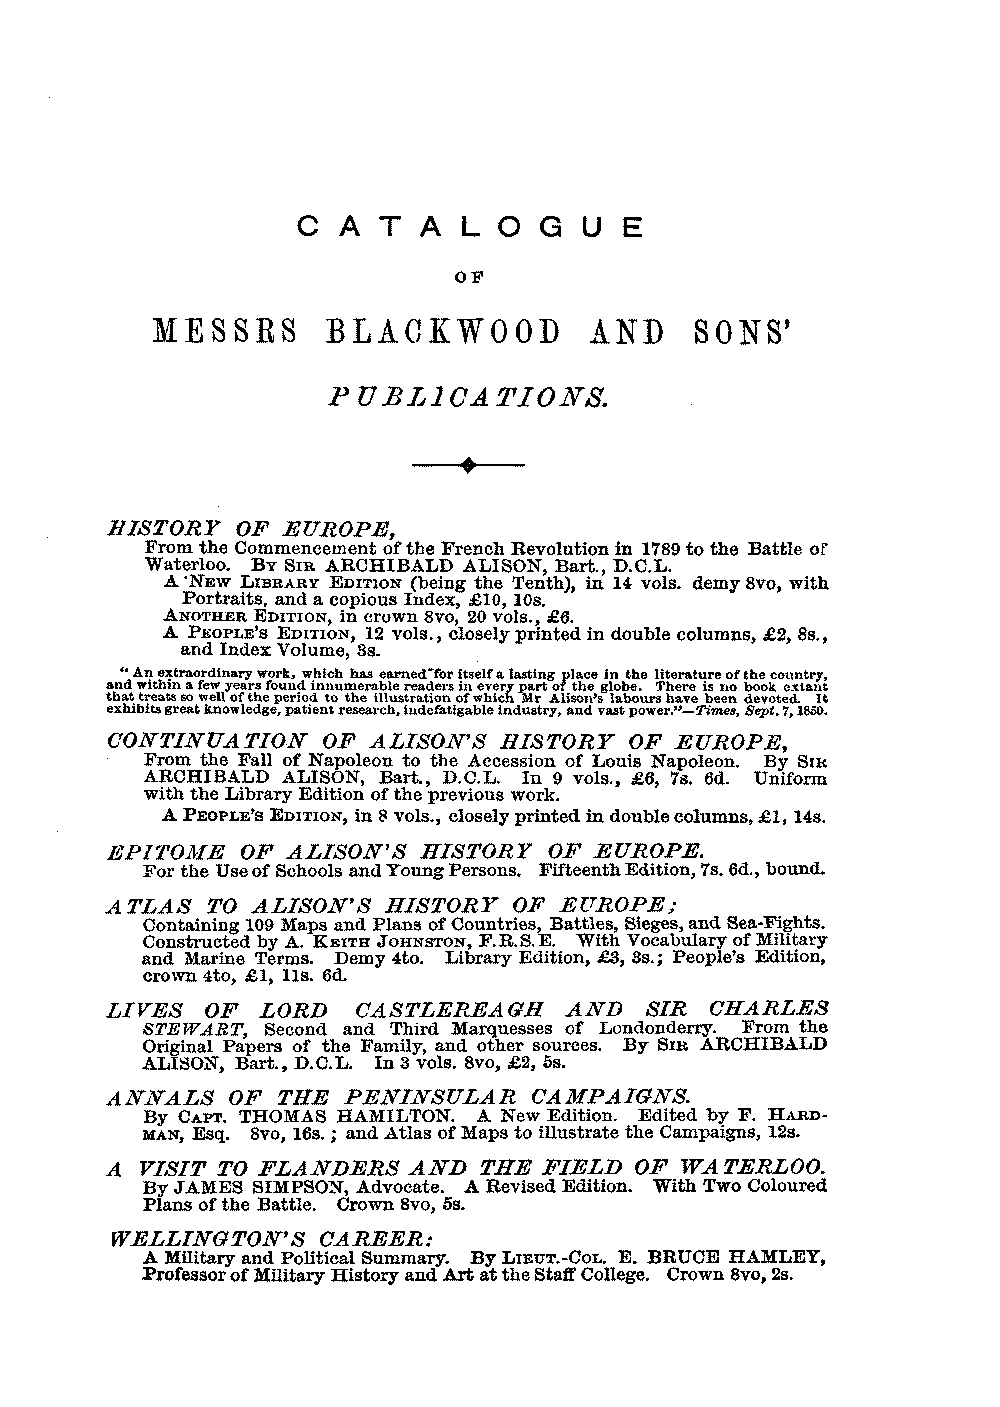 CATALOGUE
OF
MESSRS BLACKWOOD AND SONS'
PUBLICATIONS.
HISTORY OF EUROPE,
From the Commencement of the French Revolution in 1789 to the Battle of
Waterloo. BY SIR ARCHIBALD ALISON, Bart., D.C.L.
A NEW LIBRARY EDITION (being the Tenth), in 14 vols. demy 8vo, with
Portraits, and a copious Index, £10, 10s.
ANOTHER EDITION, in crown 8vo, 20 vols., £6.
A PEOPLE'S EDITION, 12 vols., closely printed in double columns, £2, 8s.,
and Index Volume, 3s.
"An extraordinary work, which has earned for itself a lasting place in the literature of the country,
and within a few years found innumerable readers in every part of the globe. There is no book extant
that treats so well of the period to the illustration of which Mr Alison's labours have been devoted. It
exhibits great knowledge, patient research, indefatigable industry, and vast power."—Times, Sept. 7, 1850.
CONTINUATION OF ALISON'S HISTORY OF EUROPE,
From the Fall of Napoleon to the Accession of Louis Napoleon. By SIR
ARCHIBALD ALISON, Bart., D.C.L. In 9 vols., £6, 7s. 6d. Uniform
with the Library Edition of the previous work.
A PEOPLE'S EDITION, in 8 vols., closely printed in double columns, £1, 14s.
EPITOME OF ALISON'S HISTORY OF EUROPE.
For the Use of Schools and Young Persons. Fifteenth Edition, 7s. 6d., bound.
ATLAS TO ALISON'S HISTORY OF EUROPE;
Containing 109 Maps and Plans of Countries, Battles, Sieges, and Sea-Fights.
Constructed by A. KEITH JOHNSTON, F.R.S.E. With Vocabulary of Military
and Marine Terms. Demy 4to. Library Edition, £3, 3s.; People's Edition,
crown 4to, £1, 11s. 6d.
LIVES OF LORD CASTLEREAGH AND SIR CHARLES
STEWART, Second and Third Marquesses of Londonderry. From the
Original Papers of the Family, and other sources. By SIR ARCHIBALD
ALISON, Bart., D.C.L. In 3 vols. 8vo, £2, 5s.
ANNALS OF THE PENINSULAR CAMPAIGNS.
By CAPT. THOMAS HAMILTON. A New Edition. Edited by F. HARD-
MAN, Esq. 8vo, 16s.; and Atlas of Maps to illustrate the Campaigns, 12s.
A VISIT TO FLANDERS AND THE FIELD OF WATERLOO.
By JAMES SIMPSON, Advocate. A Revised Edition. With Two Coloured
Plans of the Battle. Crown 8vo, 5s.
WELLINGTON'S CAREER:
A Military and Political Summary. By LIEUT.-COL. E. BRUCE HAMLEY,
Professor of Military History and Art at the Staff College. Crown 8vo, 2s.